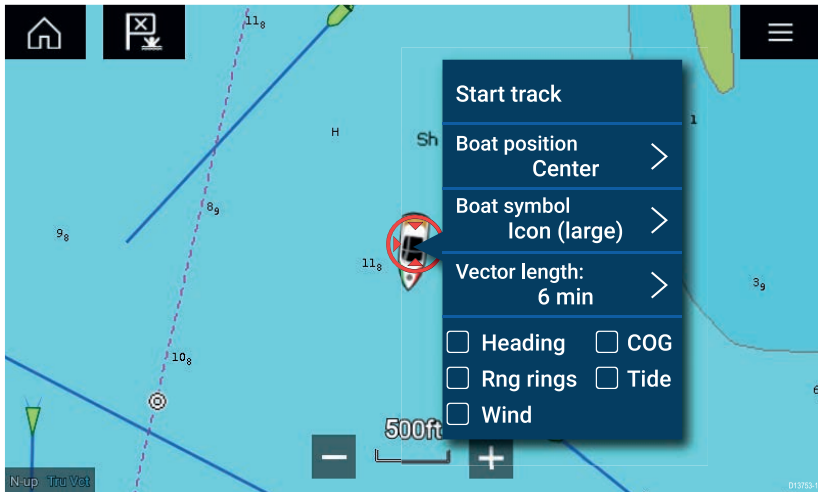 11₈
Start track
1
H
Sh
Boat position
Center
8₉
Boat symbol
Icon (large)
9₈
11₈
Vector length:
6 min
3₉
Heading
COG
10₈
Rng rings
Tide
6
Wind
500ft
N-up Tru Vct
D13753-1